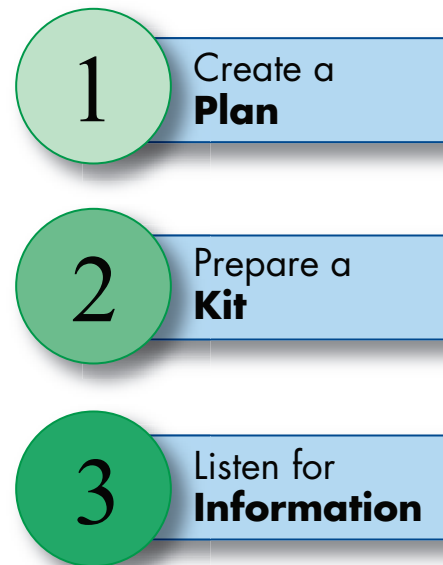 1
Create a
Plan
2
Prepare a
Kit
3
Listen for
Information